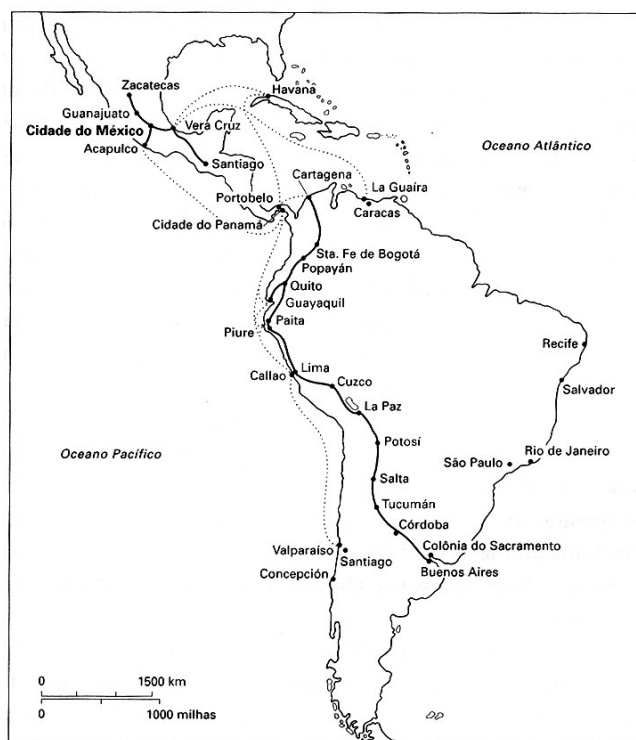 Zacatecas
Havana
Guanajuato
Vera Cruz
Cidade do México
Acapulco
Santiago
Oceano Atlântico
Cartagena
La Guaíra
Portobelo
Caracas
Cidade do Panamá
Sta. Fe de Bogotá
Popayán
Quito
Guayaquil
Paita
Piure
Recife
Lima
Callao
Cuzco
Salvador
La Paz
Potosí
Oceano Pacífico
Rio de Janeiro
São Paulo
Salta
Tucumán
Córdoba
Valparaíso
Colônia do Sacramento
Santiago
Buenos Aires
Concepción
0 1500 km
0 1000 milhas